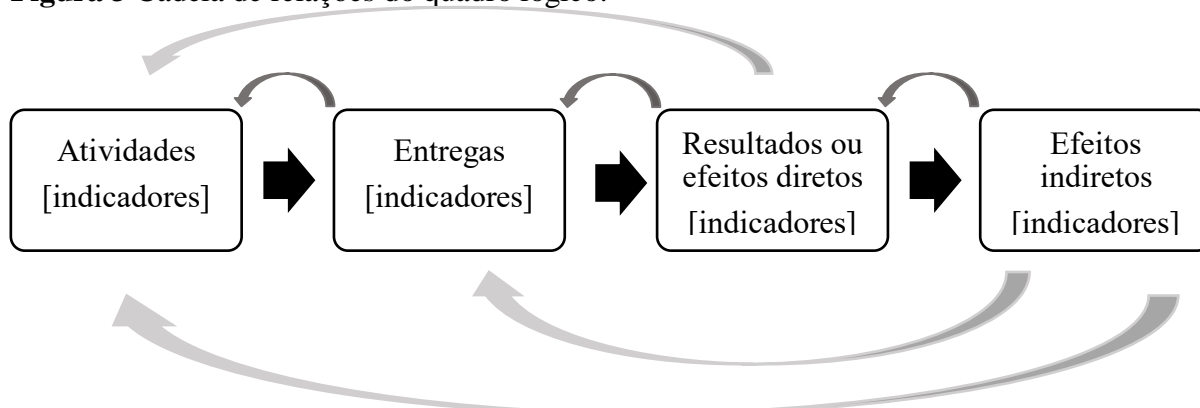 Figura 3 Cadeia de relações do quadro lógico.
Atividades
[indicadores]
Entregas
[indicadores]
Resultados ou
efeitos diretos
[indicadores]
Efeitos
indiretos
[indicadores]